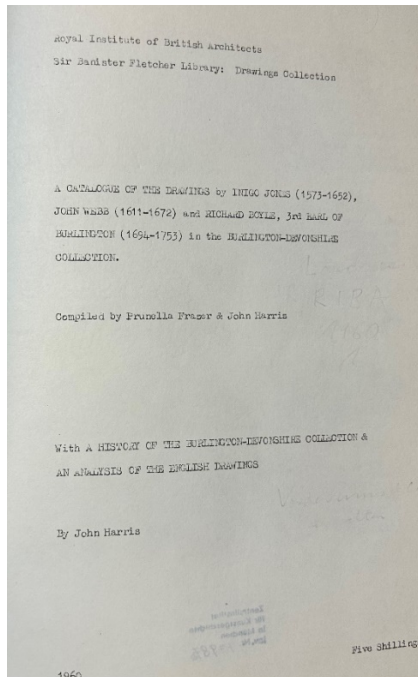 Royal Institute of British Architects
Sir Banister Fletcher Library: Drawings Collection
A CATALOGUE OF THE DRAWINGS by INIGO JONES (1573-1652),
JOHN WEBB (1611-1672) and RICHARD BOYLE, 3rd EARL OF
BURLINGTON (1694-1753) in the BURLINGTON-DEVONSHIRE
COLLECTION.
RIBA
Compiled by Prunella Fraser & John Harris
With A HISTORY OF THE BURLINGTON-DEVONSHIRE COLLECTION &
AN ANALYSIS OF THE ENGLISH DRAWINGS
By John Harris
Five Shilling
1960